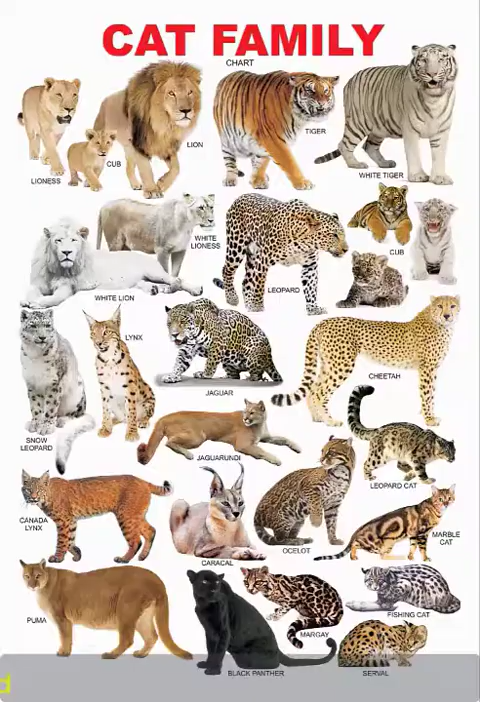 CAT FAMILY
CHART
LIONESS
CUB
LION
TIGER
WHITE TIGER
WHITE
LIONESS
CUB
WHITE LION
LEOPARD
LYNX
JAGUAR
CHEETAH
SNOW
LEOPARD
JAGUARUNDI
LEOPARD CAT
CANADA
LYNX
CARACAL
OCELOT
MARBLE
CAT
PUMA
MARGAY
FISHING CAT
BLACK PANTHER
SERVAL
d